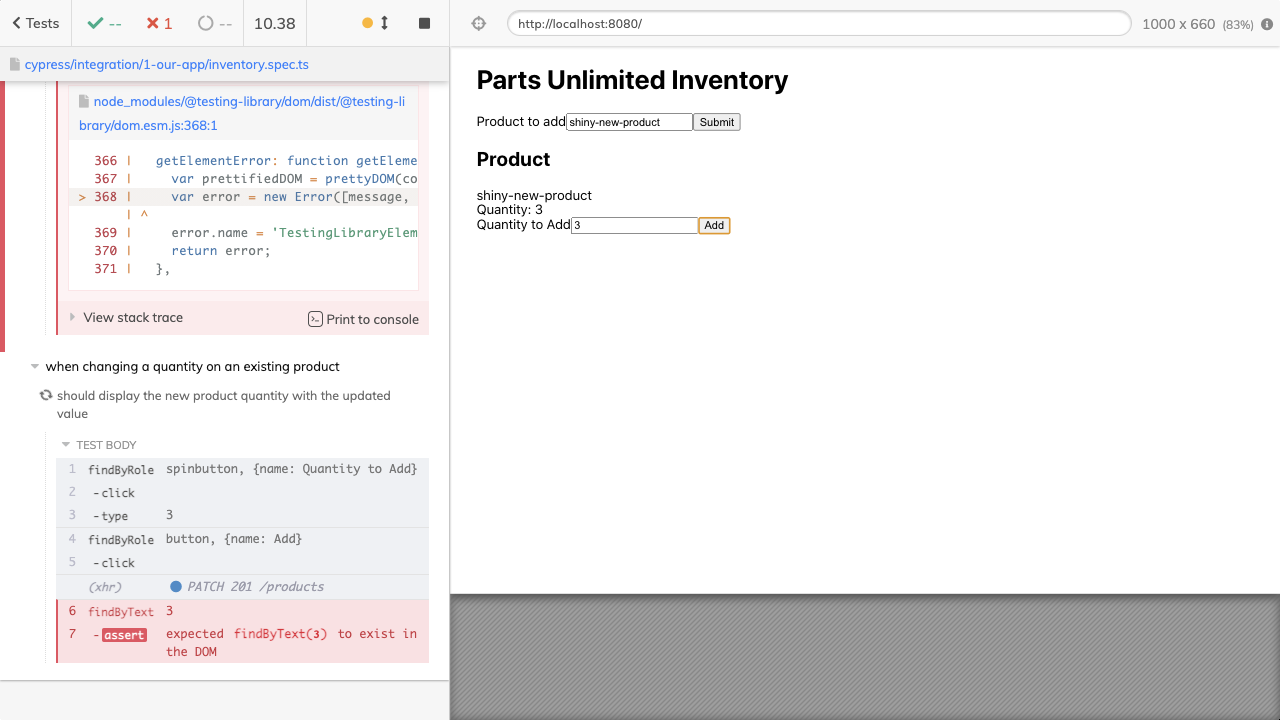 Tests
--
1
--
10.38
http://localhost:8080/
1000 x 660 (83%)
cypress/integration/1-our-app/inventory.spec.ts
node_modules/@testing-library/dom/dist/@testing-li
brary/dom.esm.js:368:1
366 | getElementError: function getEleme
367 | var prettifiedDOM = prettyDOM(co
> 368 | var error = new Error([message,
| ^
369 | error.name = 'TestingLibraryElem
370 | return error;
371 | },
View stack trace
Print to console
when changing a quantity on an existing product
should display the new product quantity with the updated
value
TEST BODY
1 findByRole spinbutton, {name: Quantity to Add}
2 -click
3 -type 3
4 findByRole button, {name: Add}
5 -click
(xhr) PATCH 201 /products
6 findByText 3
7 -assert expected findByText(3) to exist in
the DOM
Parts Unlimited Inventory
Product to add shiny-new-product Submit
Product
shiny-new-product
Quantity: 3
Quantity to Add 3 Add